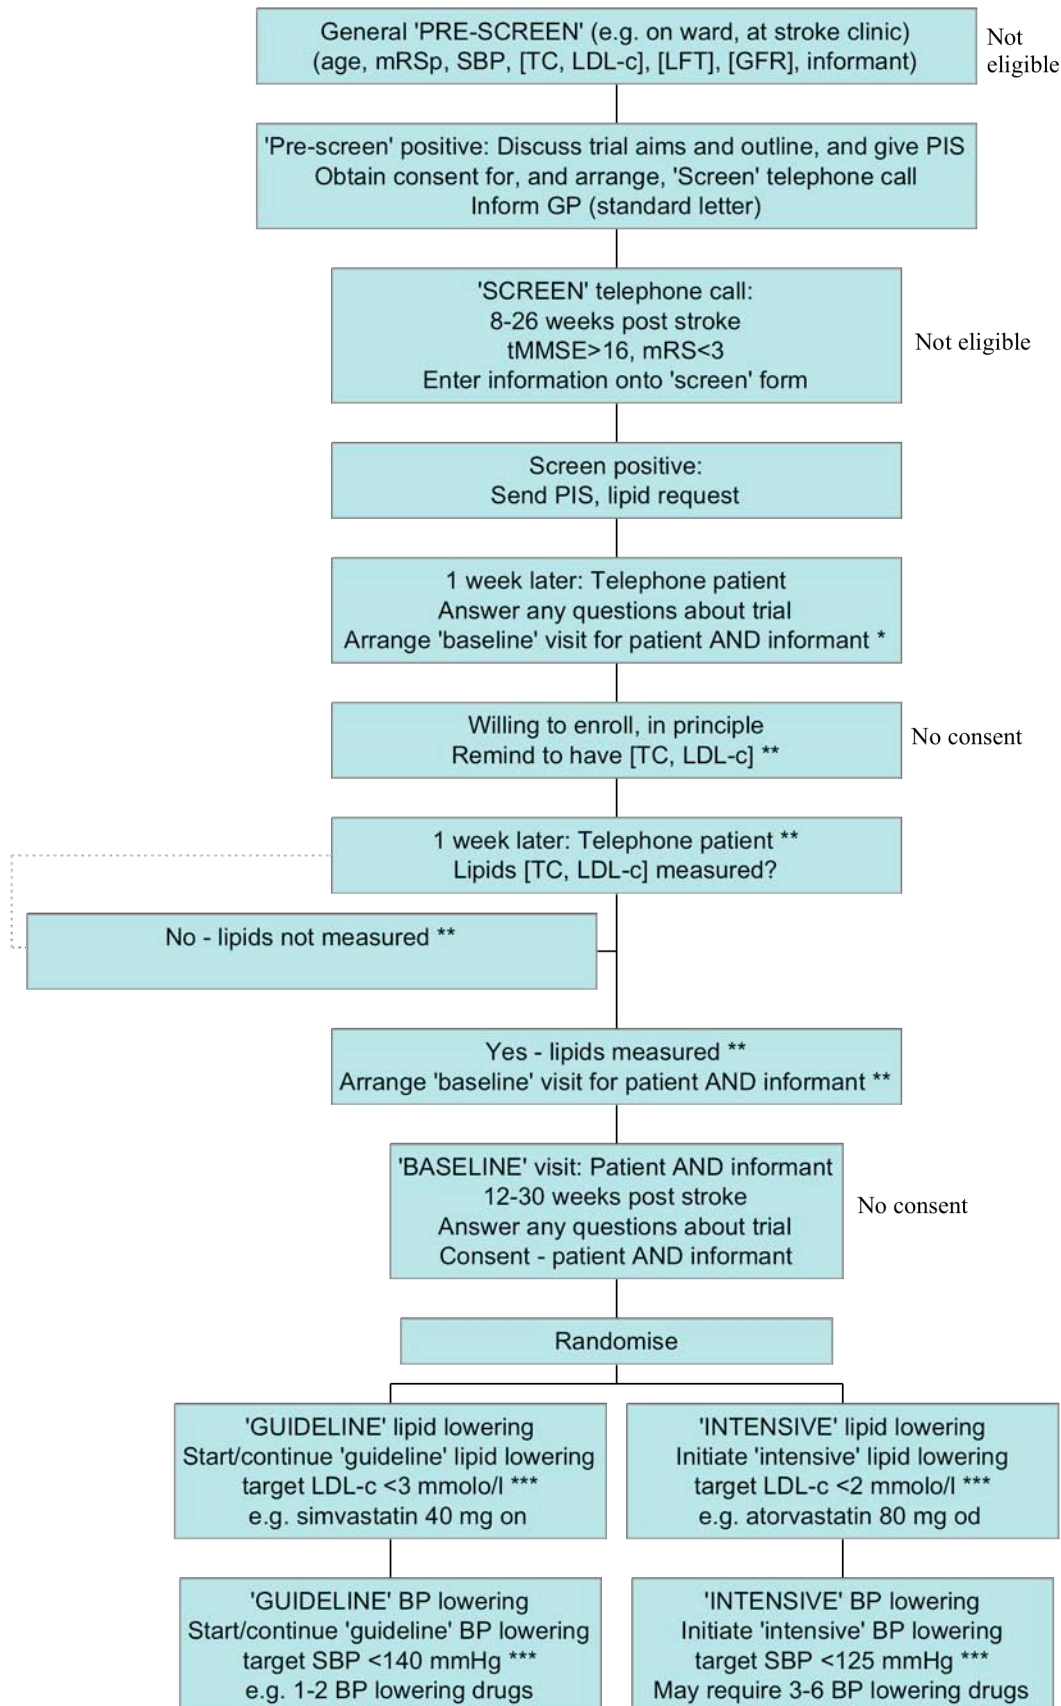 General 'PRE-SCREEN' (e.g. on ward, at stroke clinic)
(age, mRSp, SBP, [TC, LDL-c], [LFT], [GFR], informant)
Not
eligible
'Pre-screen' positive: Discuss trial aims and outline, and give PIS
Obtain consent for, and arrange, 'Screen' telephone call
Inform GP (standard letter)
'SCREEN' telephone call:
8-26 weeks post stroke
tMMSE>16, mRS<3
Enter information onto 'screen' form
Not eligible
Screen positive:
Send PIS, lipid request
1 week later: Telephone patient
Answer any questions about trial
Arrange 'baseline' visit for patient AND informant *
Willing to enroll, in principle
Remind to have [TC, LDL-c] **
No consent
1 week later: Telephone patient **
Lipids [TC, LDL-c] measured?
No - lipids not measured **
Yes - lipids measured **
Arrange 'baseline' visit for patient AND informant **
'BASELINE' visit: Patient AND informant
12-30 weeks post stroke
Answer any questions about trial
Consent - patient AND informant
No consent
Randomise
'GUIDELINE' lipid lowering
Start/continue 'guideline' lipid lowering
target LDL-c <3 mmolo/l ***
e.g. simvastatin 40 mg on
'INTENSIVE' lipid lowering
Initiate 'intensive' lipid lowering
target LDL-c <2 mmolo/l ***
e.g. atorvastatin 80 mg od
'GUIDELINE' BP lowering
Start/continue 'guideline' BP lowering
target SBP <140 mmHg ***
e.g. 1-2 BP lowering drugs
'INTENSIVE' BP lowering
Initiate 'intensive' BP lowering
target SBP <125 mmHg ***
May require 3-6 BP lowering drugs